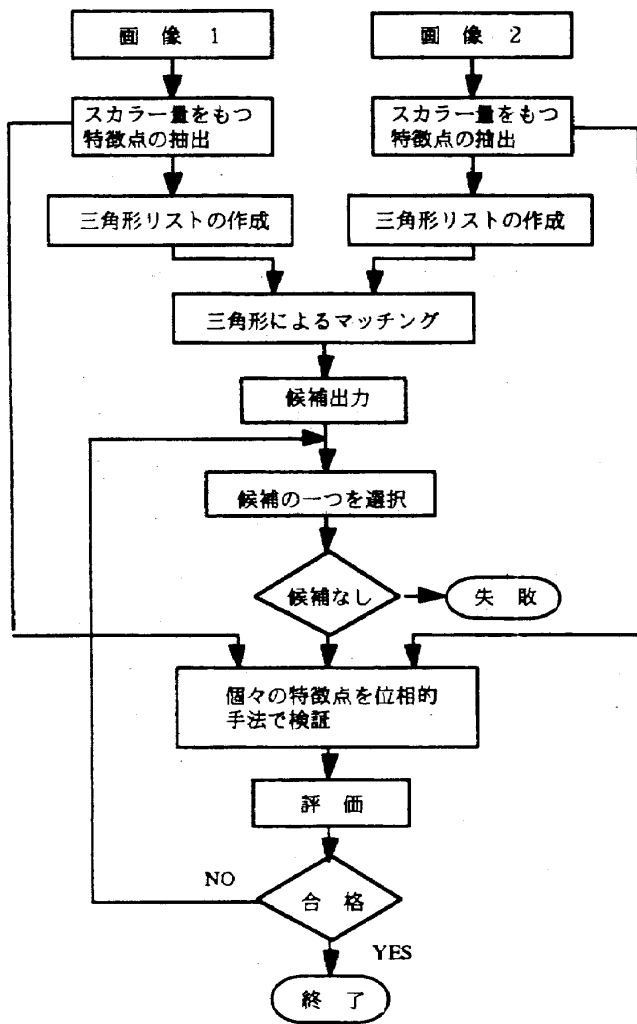 画像1
画像2
スカラー量をもつ
特徴点の抽出
スカラー量をもつ
特徴点の抽出
三角形リストの作成
三角形リストの作成
三角形によるマッチング
候補出力
候補の一つを選択
候補なし
失敗
個々の特徴点を位相的
手法で検証
評価
NO
合格
YES
終了